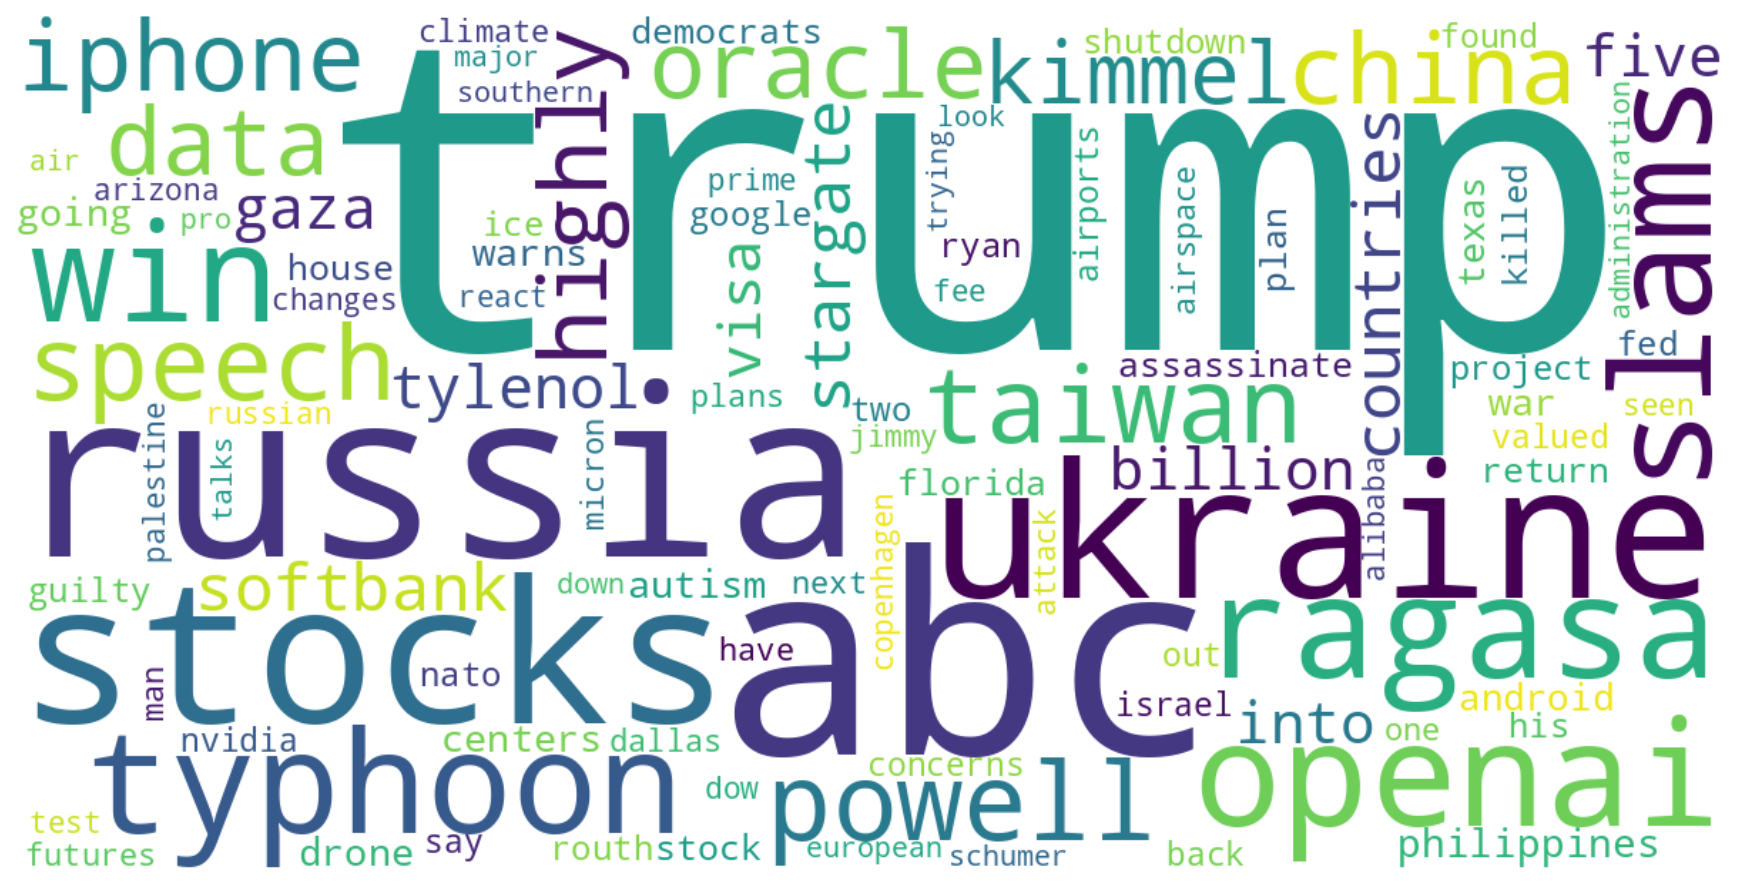 trump
iphone
climate
major
southern
highly
democrats
oracle
kimmel
shutdown
china
found
five
slams
administration
data
air
arizona
going
pro
gaza
win
house
changes
ice
warns
react
prime
google
visa
stargate
look
trying
ryan
fee
airports
airspace
plan
countries
texas
killed
fed
project
speech
tylenol
plans
two
jimmy
taiwan
assassinate
war
seen
valued
return
russian
palestine
talks
micron
russia
florida
billion
alibaba
ukraine
copenhagen
attack
guilty
softbank
down
autism
next
stocks
man
nato
have
abc
out
israel
ragasa
android
into
one
his
nvidia
centers
dallas
typhoon
concerns
dow
powell
openai
test
futures
drone
say
routh
stock
european
schumer
back
philippines